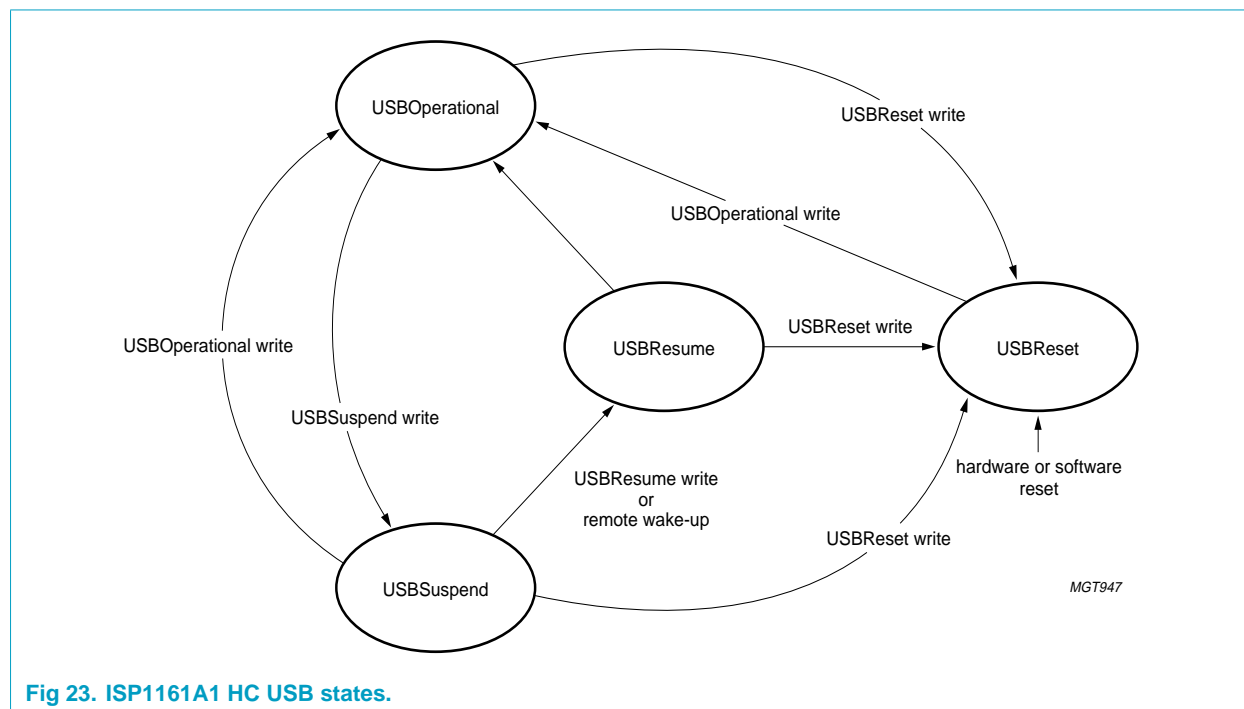 USBOperational
USBReset write
USBOperational write
USBReset write
USBResume
USBReset
USBOperational write
USBSuspend write
hardware or software
reset
USBResume write
or
remote wake-up
USBReset write
USBSuspend
MGT947
Fig 23. ISP1161A1 HC USB states.